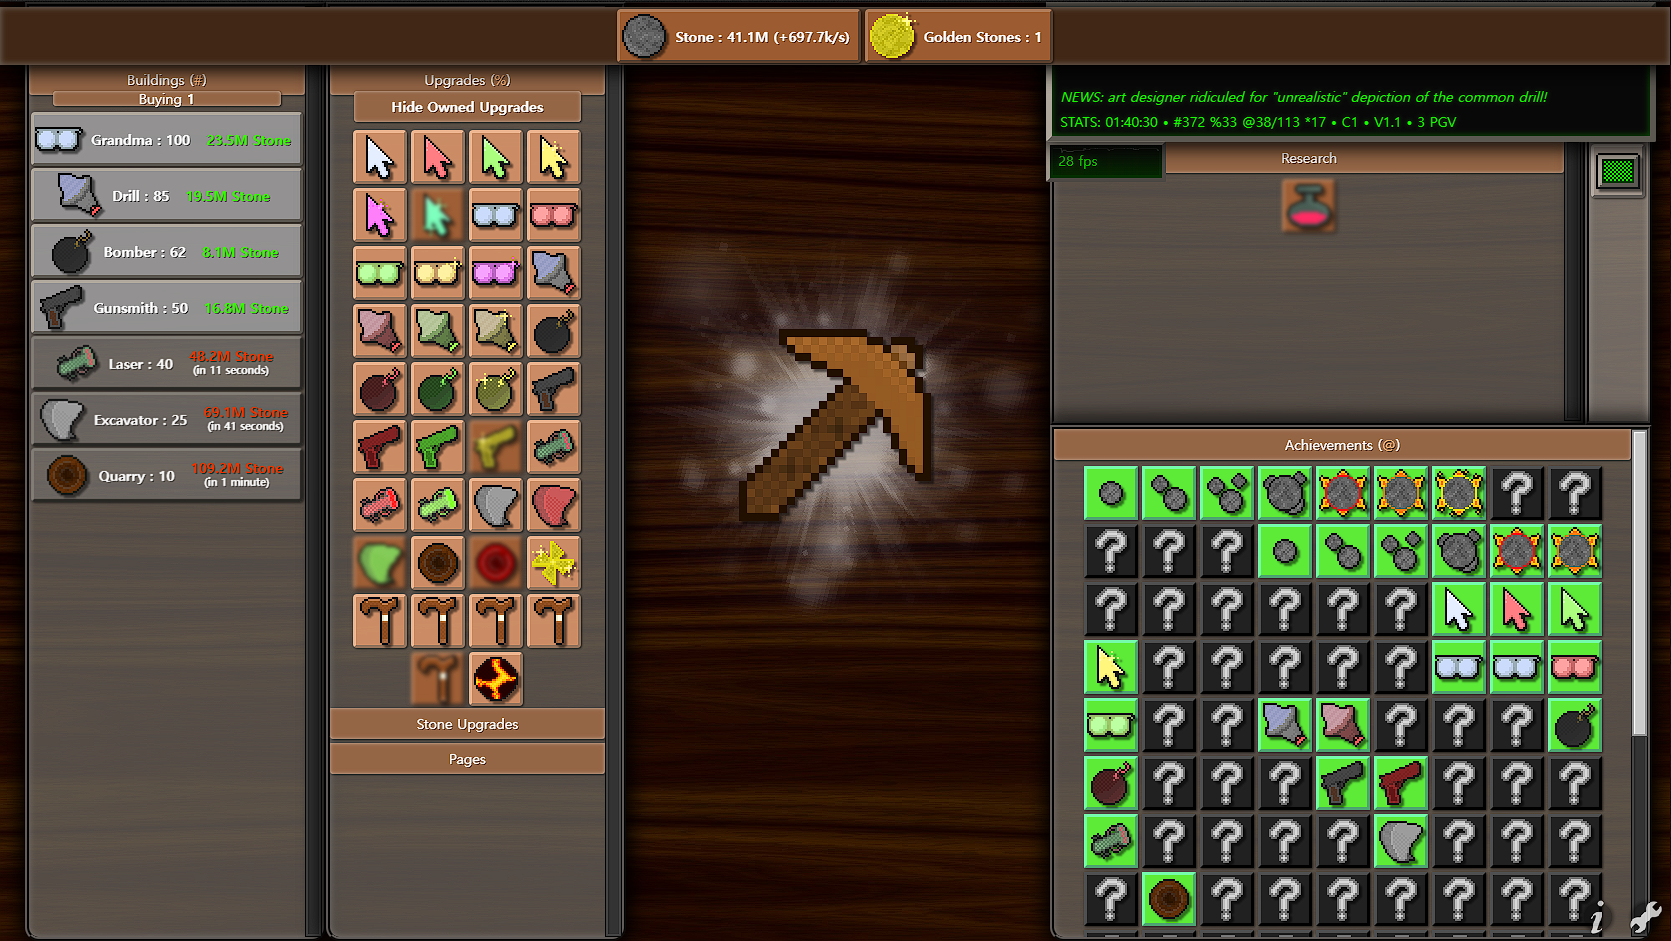 Stone : 41.1M (+697.7k/s)
Golden Stones : 1
Buildings (#)
Buying 1
Grandma : 100 23.5M Stone
Drill : 85 19.5M Stone
Bomber : 62 8.1M Stone
Gunsmith : 50 16.8M Stone
Laser : 40 48.2M Stone
(in 11 seconds)
Excavator : 25 69.1M Stone
(in 41 seconds)
Quarry : 10 109.2M Stone
(in 1 minute)
Upgrades (%)
Hide Owned Upgrades
Stone Upgrades
Pages
NEWS: art designer ridiculed for "unrealistic" depiction of the common drill!
STATS: 01:40:30 • #372 %33 @38/113 *17 • C1 • V1.1 • 3 PGV
28 fps
Research
Achievements (@)